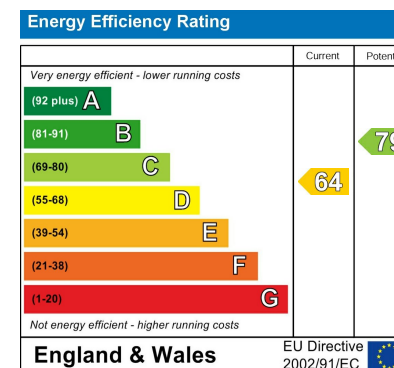 Energy Efficiency Rating
Current Potent
Very energy efficient - lower running costs
(92 plus) A
(81-91) B
79
(69-80) C
64
(55-68) D
(39-54) E
(21-38) F
(1-20) G
Not energy efficient - higher running costs
England & Wales
EU Directive
2002/91/EC